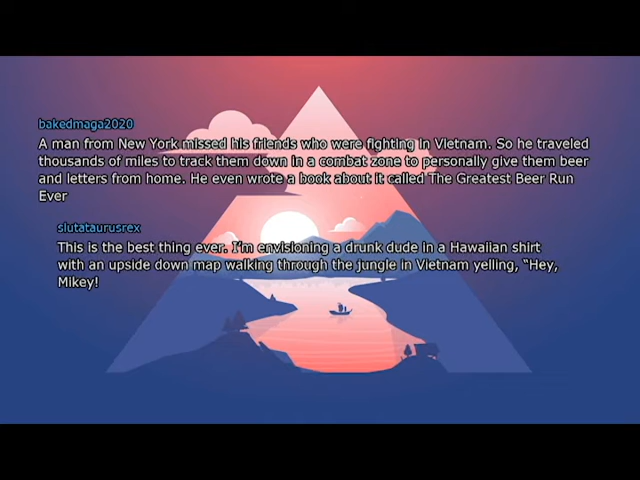 bakedmaga2020
A man from New York missed his friends who were fighting in Vietnam. So he traveled
thousands of miles to track them down in a combat zone to personally give them beer
and letters from home. He even wrote a book about it called The Greatest Beer Run
Ever
slutataurusrex
This is the best thing ever. I'm envisioning a drunk dude in a Hawaiian shirt
with an upside down map walking through the jungle in Vietnam yelling, “Hey,
Mikey!